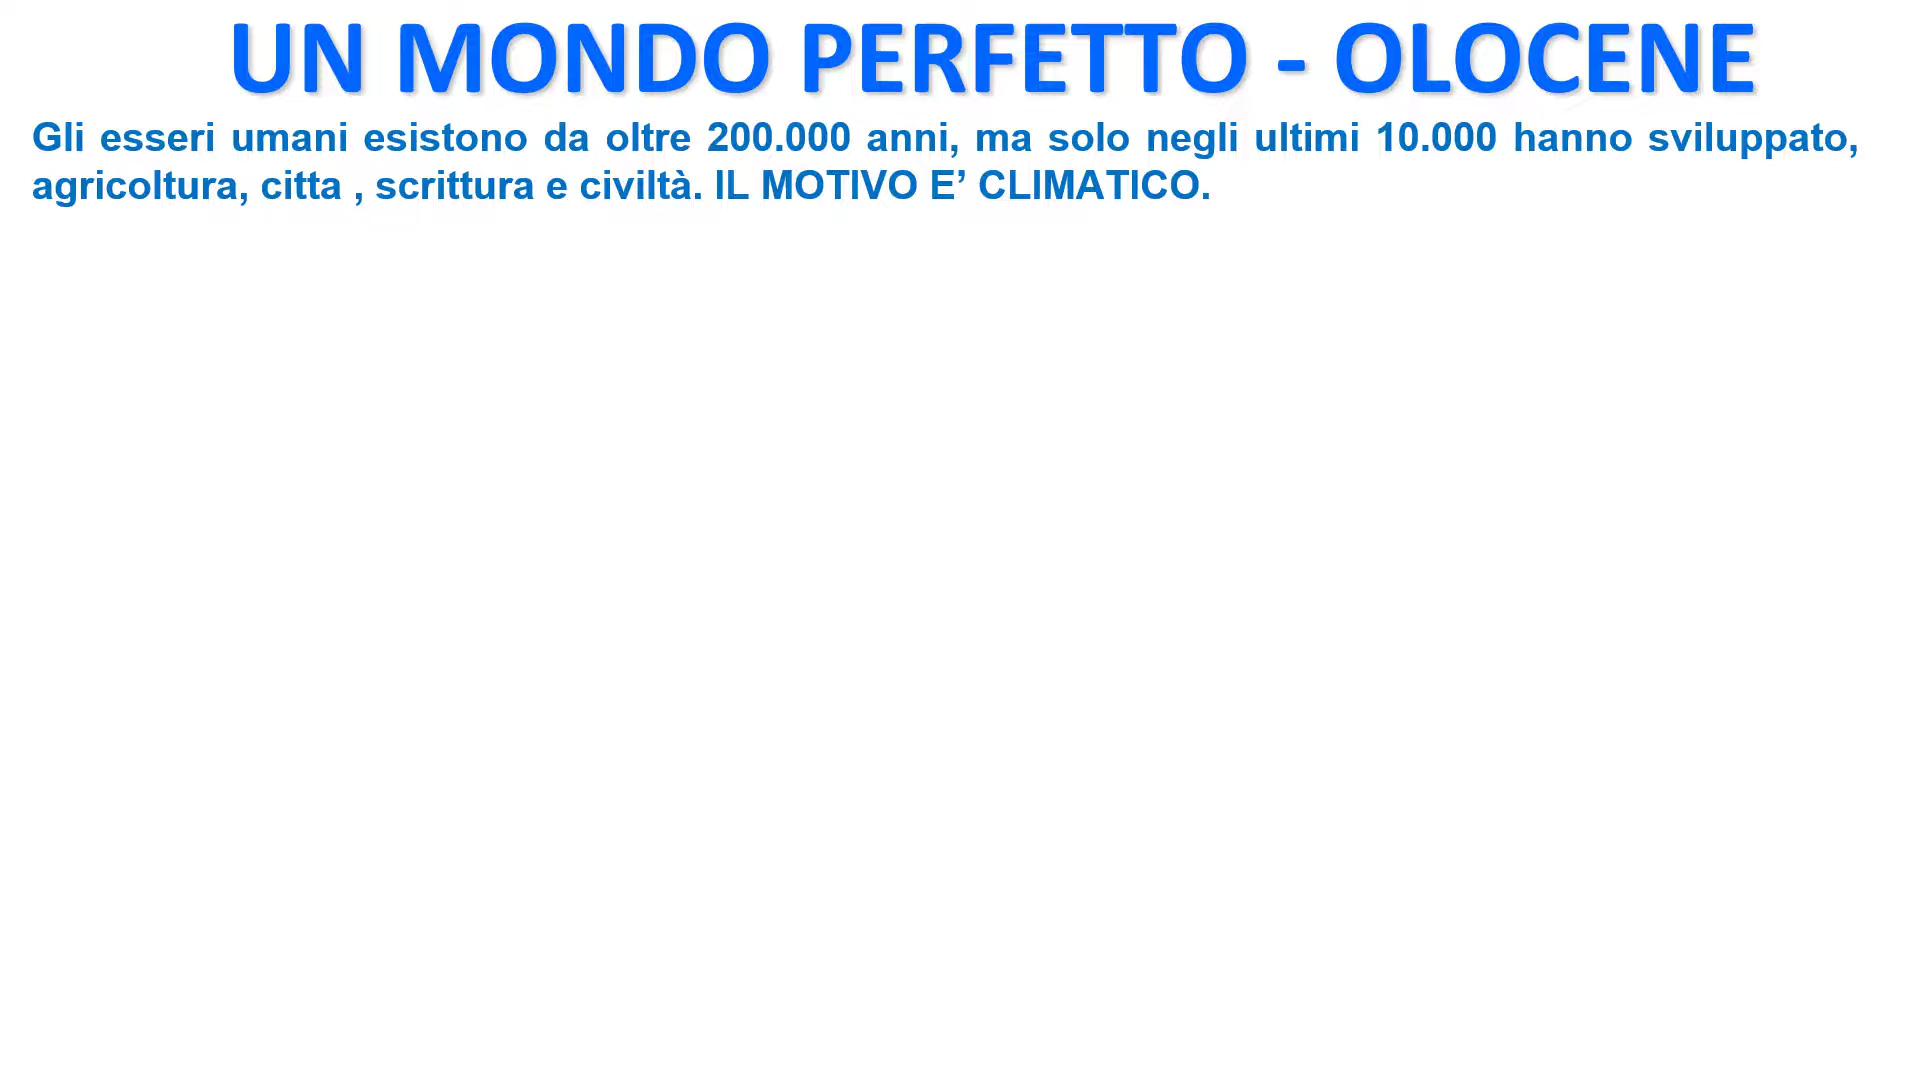 UN MONDO PERFETTO - OLOCENE
Gli esseri umani esistono da oltre 200.000 anni, ma solo negli ultimi 10.000 hanno sviluppato,
agricoltura, citta , scrittura e civiltà. IL MOTIVO E’ CLIMATICO.